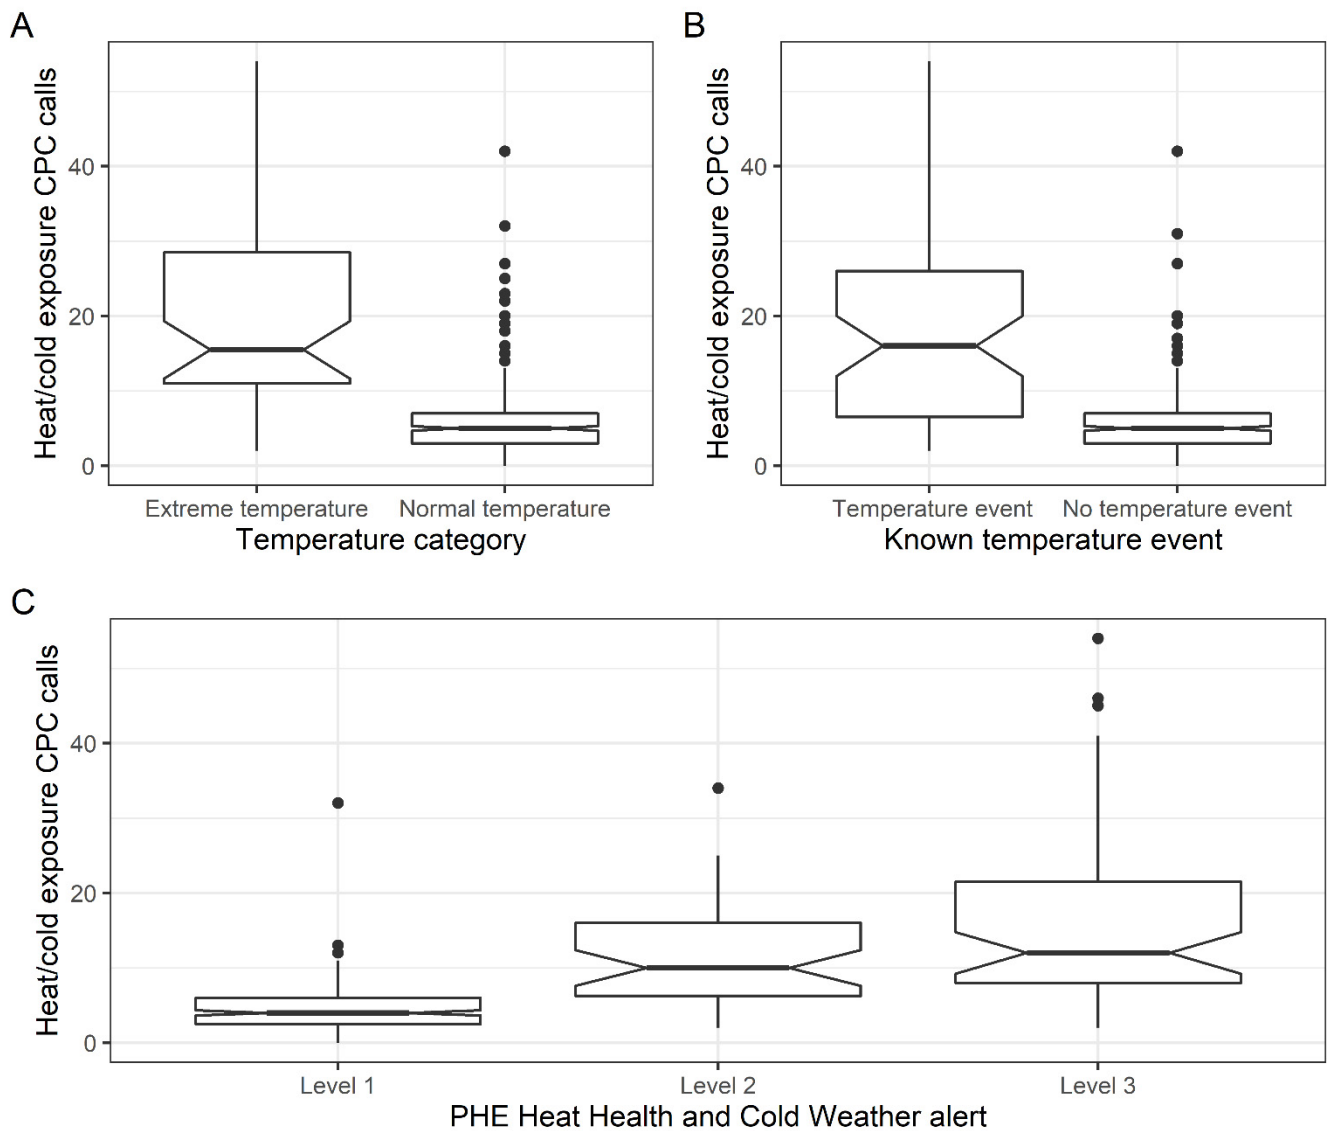 A
Heat/cold exposure CPC calls
40
20
0
Extreme temperature Normal temperature
Temperature category
B
Heat/cold exposure CPC calls
40
20
0
Temperature event No temperature event
Known temperature event
C
Heat/cold exposure CPC calls
40
20
0
Level 1 Level 2 Level 3
PHE Heat Health and Cold Weather alert